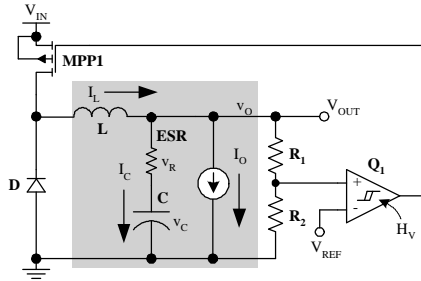 V_IN
MPP1
I_L
L
ESR
v_O
V_OUT
I_C
v_R
I_O
R_1
Q_1
D
C
v_C
R_2
+
-
V_REF
H_V